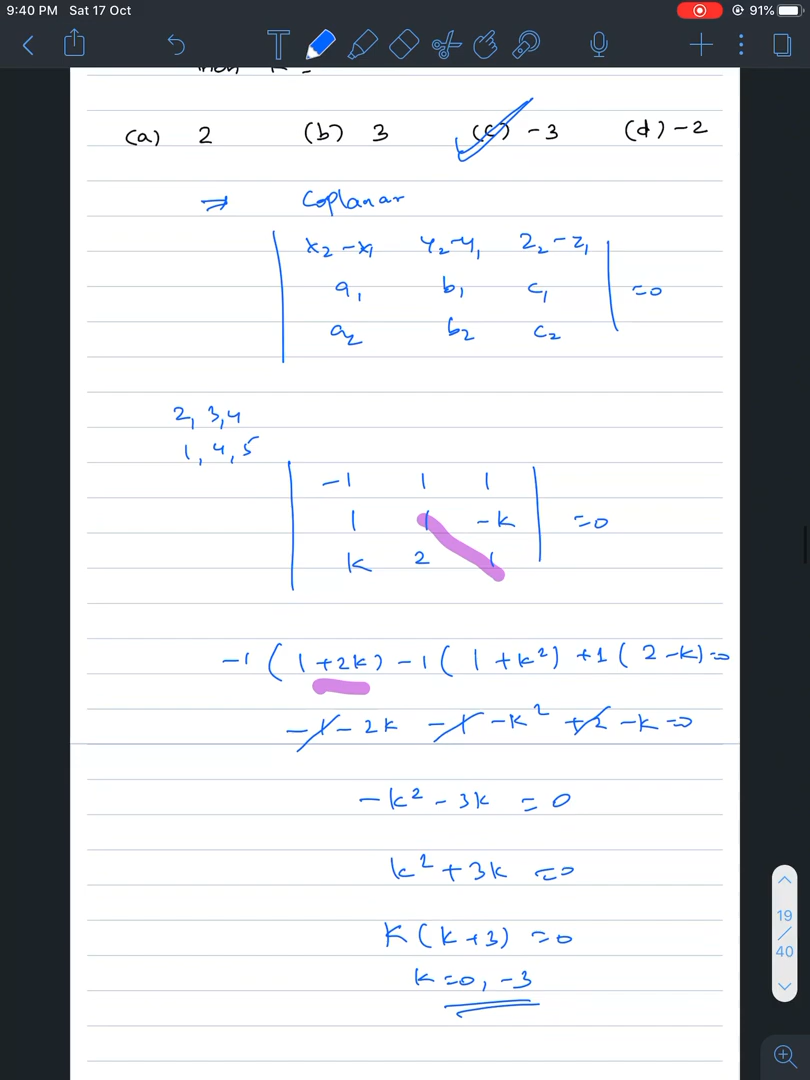 9:40 PM Sat 17 Oct 91%
(a) 2 (b) 3 (c) -3 (d) -2
⇒ Coplanar
x₂-x₁ y₂-y₁ z₂-z₁
a₁ b₁ c₁ =0
a₂ b₂ c₂
2, 3, 4
1, 4, 5
-1 1 1
1 1 -k =0
k 2 1
-1 (1+2k) -1 (1+k²) +1 (2-k) =0
-1 - 2k -1 -k² +2 -k =0
-k² - 3k = 0
k² + 3k =0
K (k+3) =0
k =0, -3
19
/
40